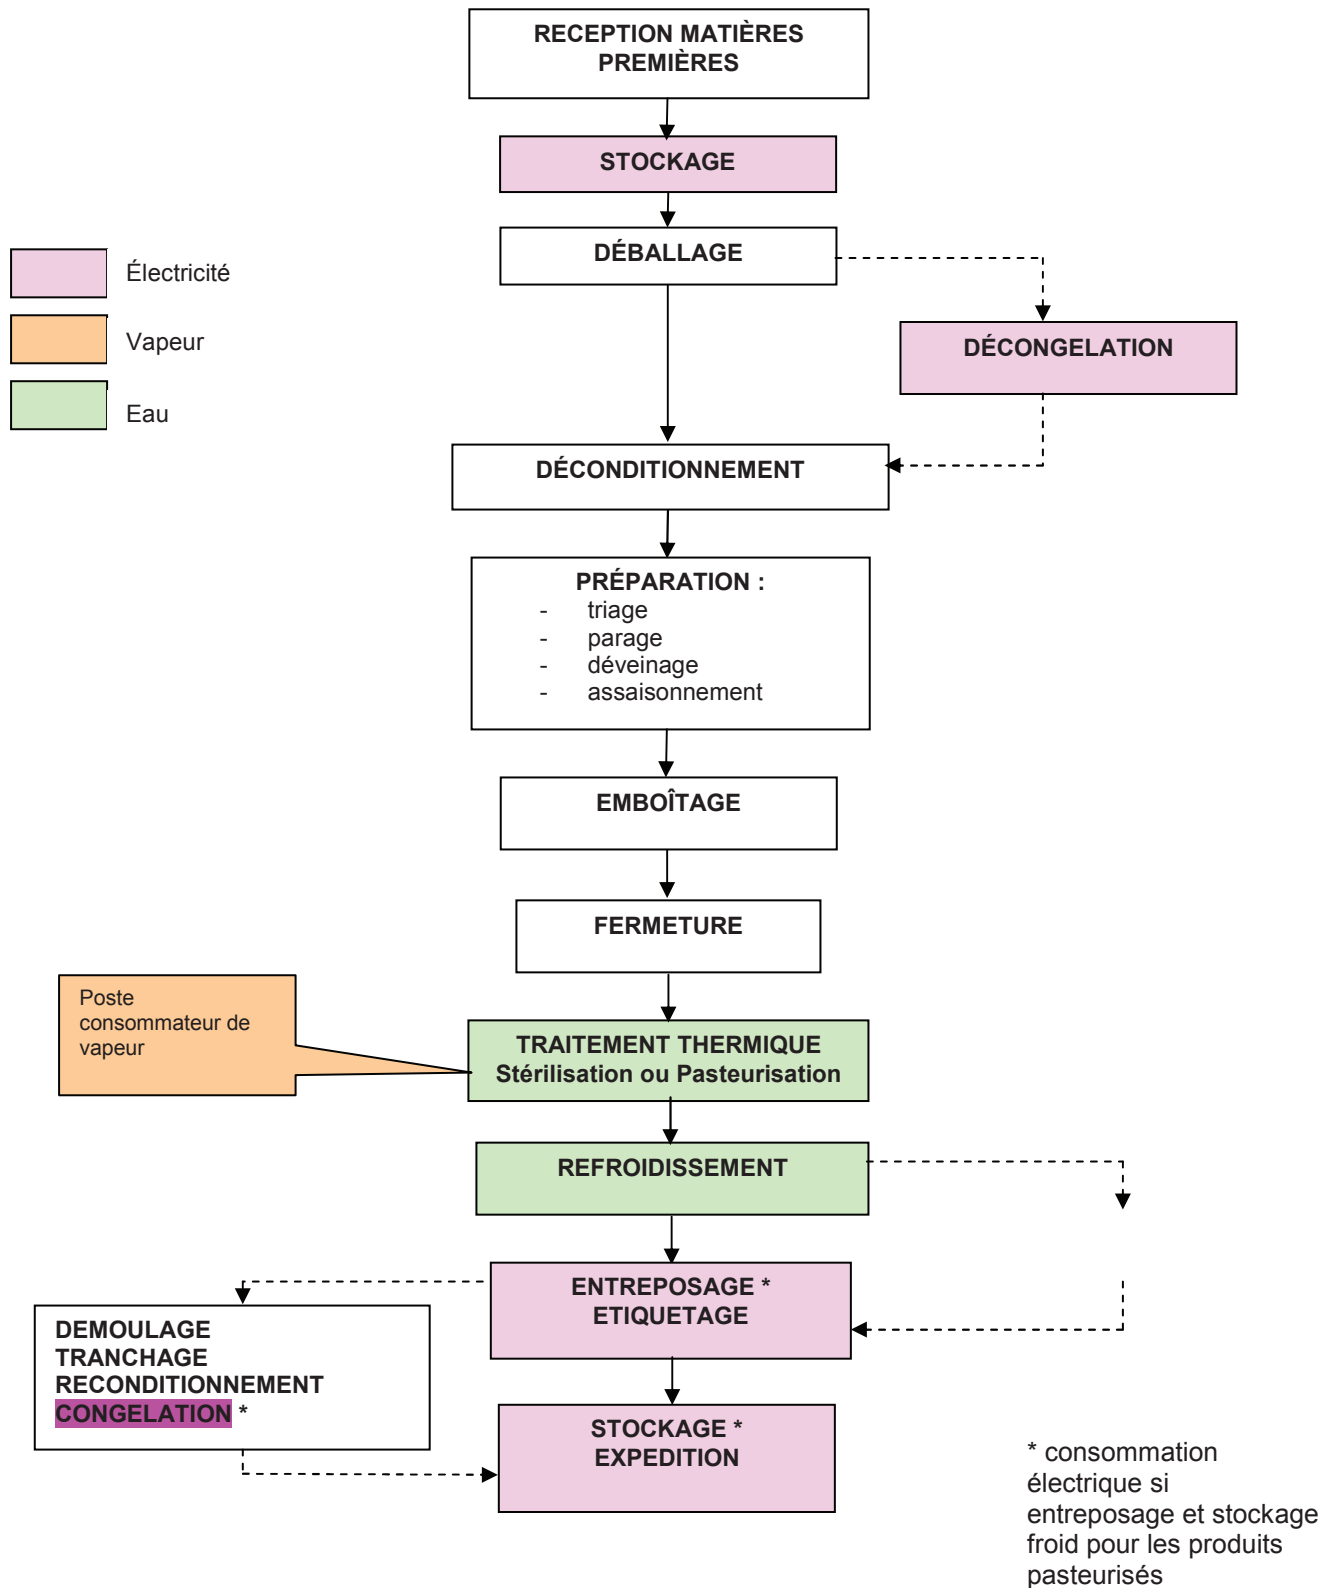 RECEPTION MATIÈRES
PREMIÈRES
STOCKAGE
DÉBALLAGE
Électricité
Vapeur
Eau
DÉCONGELATION
DÉCONDITIONNEMENT
PRÉPARATION :
- triage
- parage
- déveinage
- assaisonnement
EMBOÎTAGE
FERMETURE
Poste
consommateur de
vapeur
TRAITEMENT THERMIQUE
Stérilisation ou Pasteurisation
REFROIDISSEMENT
ENTREPOSAGE *
ETIQUETAGE
DEMOULAGE
TRANCHAGE
RECONDITIONNEMENT
CONGELATION *
STOCKAGE *
EXPEDITION
* consommation
électrique si
entreposage et stockage
froid pour les produits
pasteurisés